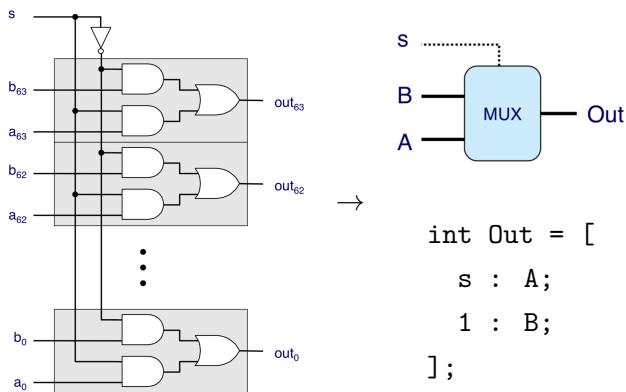 s
b63
out63
a63
b62
out62
a62
b0
out0
a0
→
s
B
MUX
Out
A
int Out = [
s : A;
1 : B;
];